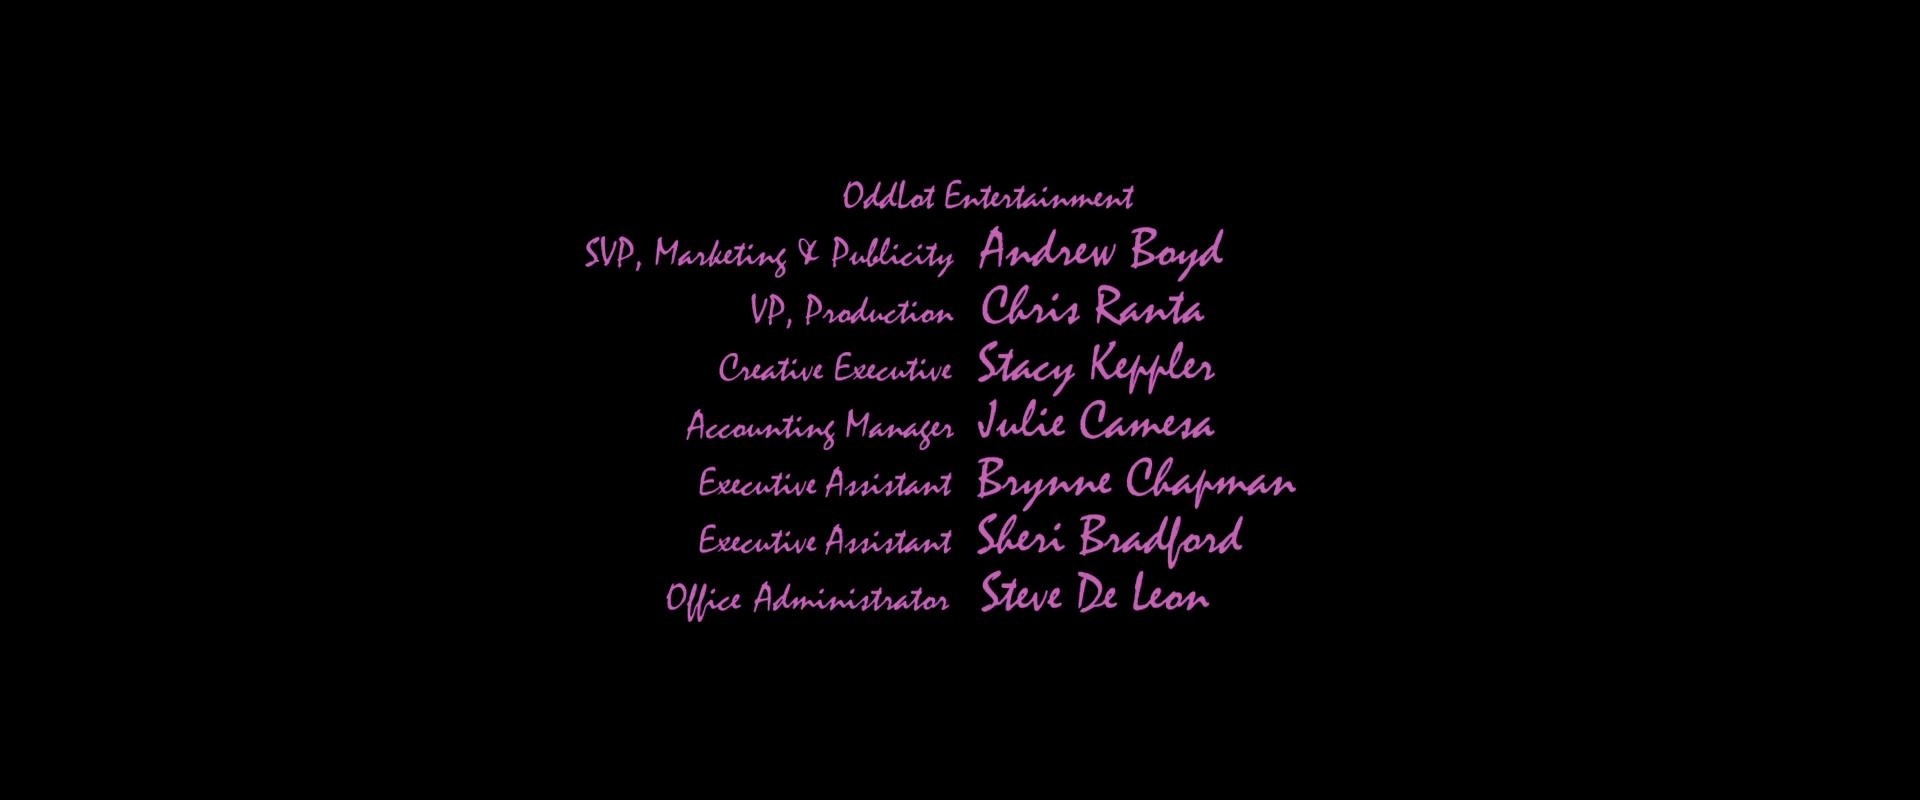 OddLot Entertainment
SVP, Marketing & Publicity Andrew Boyd
VP, Production Chris Ranta
Creative Executive Stacy Keppler
Accounting Manager Julie Camesa
Executive Assistant Brynne Chapman
Executive Assistant Sheri Bradford
Office Administrator Steve De Leon